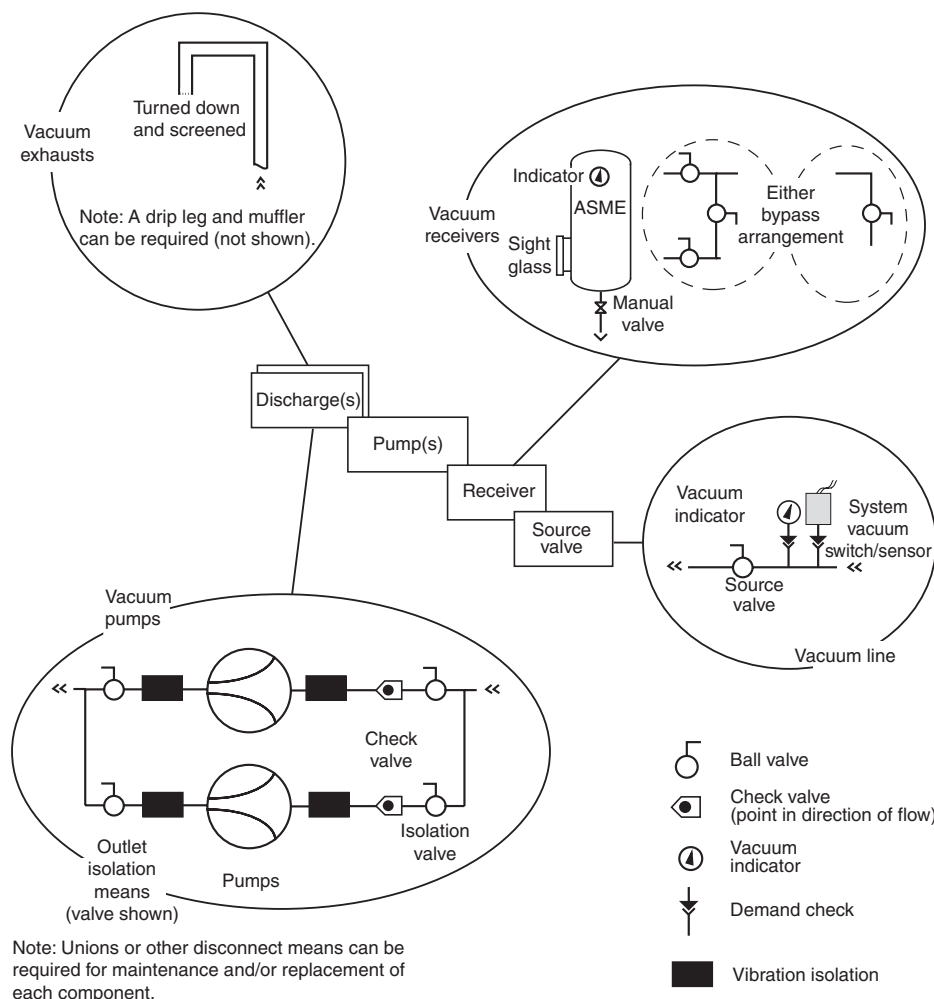 Turned down
and screened
Vacuum
exhausts
Note: A drip leg and muffler
can be required (not shown).
Indicator
ASME
Vacuum
receivers
Sight
glass
Either
bypass
arrangement
Manual
valve
Discharge(s)
Pump(s)
Receiver
Source
valve
Vacuum
indicator
System
vacuum
switch/sensor
Source
valve
Vacuum line
Vacuum
pumps
Check
valve
Isolation
valve
Outlet
isolation
means
(valve shown)
Pumps
Note: Unions or other disconnect means can be
required for maintenance and/or replacement of
each component.
Ball valve
Check valve
(point in direction of flow)
Vacuum
indicator
Demand check
Vibration isolation